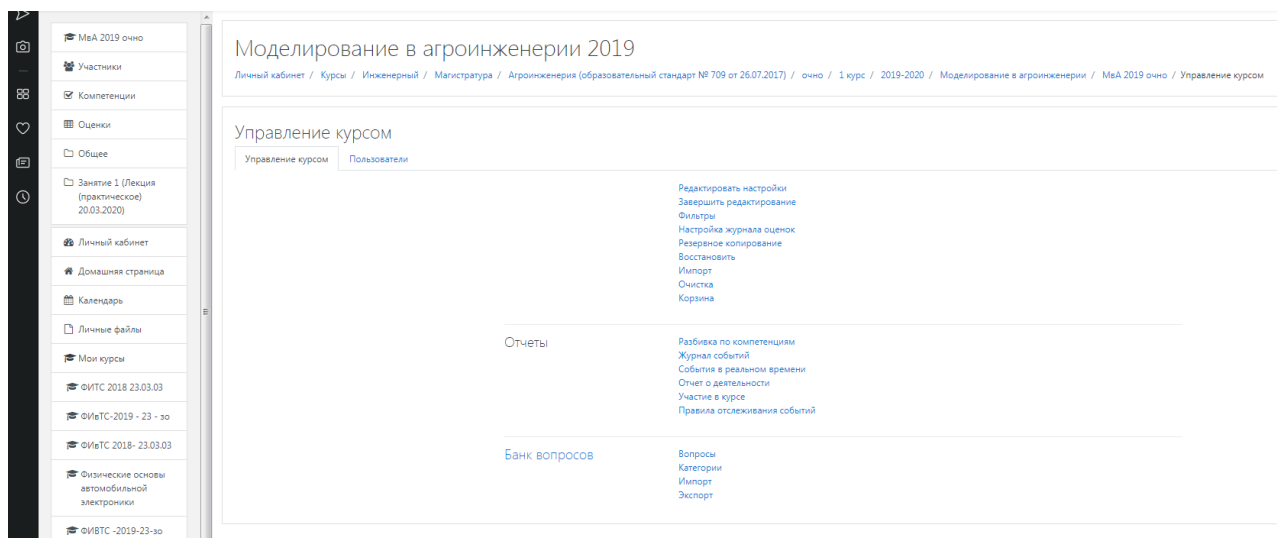 МвА 2019 очно
Участники
Компетенции
Оценки
Общее
Занятие 1 (Лекция
(практическое)
20.03.2020)
Личный кабинет
Домашняя страница
Календарь
Личные файлы
Мои курсы
ФИТС 2018 23.03.03
ФИвТС-2019 - 23 - зо
ФИвТС 2018- 23.03.03
Физические основы
автомобильной
электроники
ФИВТС -2019-23-зо
Моделирование в агроинженерии 2019
Личный кабинет / Курсы / Инженерный / Магистратура / Агроинженерия (образовательный стандарт № 709 от 26.07.2017) / очно / 1 курс / 2019-2020 / Моделирование в агроинженерии / МвА 2019 очно / Управление курсом
Управление курсом
Управление курсом Пользователи
Редактировать настройки
Завершить редактирование
Фильтры
Настройка журнала оценок
Резервное копирование
Восстановить
Импорт
Очистка
Корзина
Отчеты
Разбивка по компетенциям
Журнал событий
События в реальном времени
Отчет о деятельности
Участие в курсе
Правила отслеживания событий
Банк вопросов
Вопросы
Категории
Импорт
Экспорт